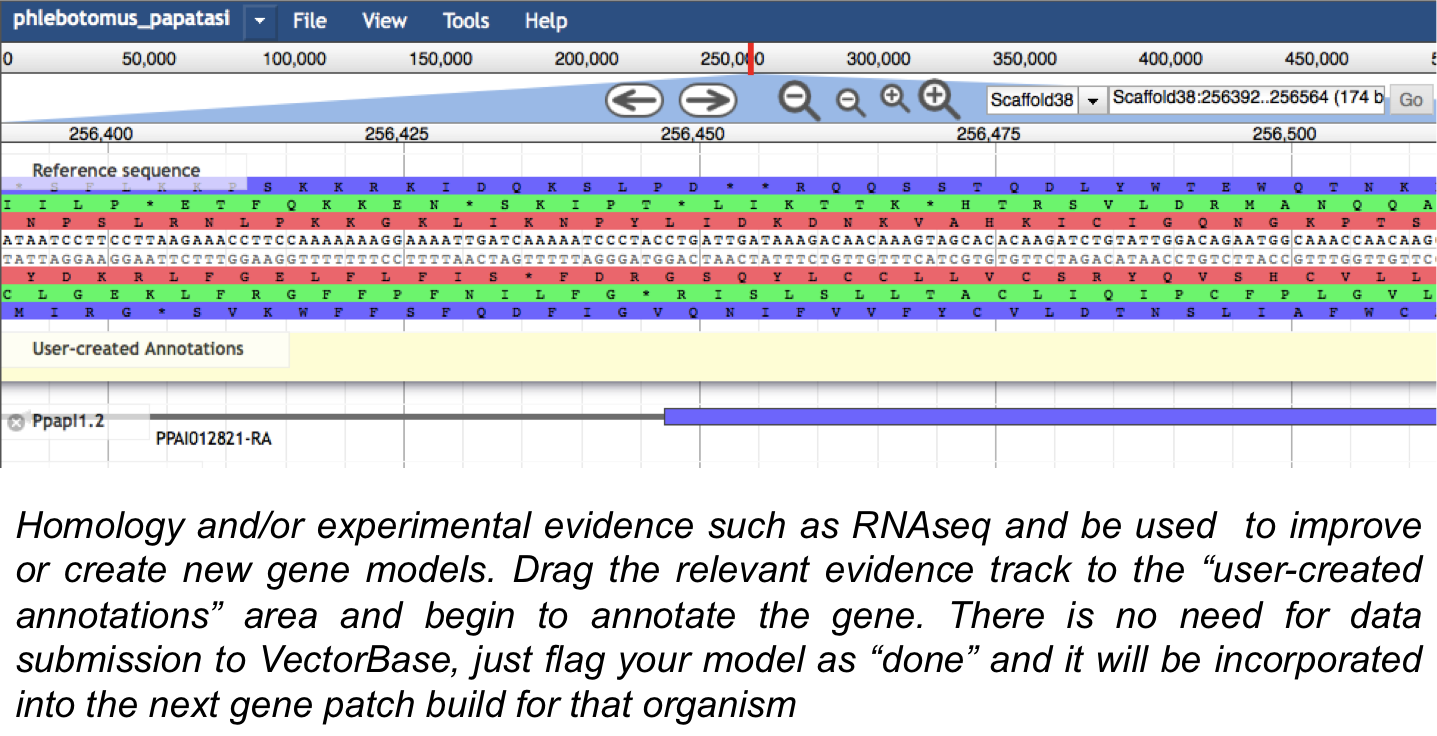 phlebotomus_papatasi File View Tools Help
0 50,000 100,000 150,000 200,000 250,000 300,000 350,000 400,000 450,000 5
Scaffold38 Scaffold38:256392..256564 (174 b Go
256,400 256,425 256,450 256,475 256,500
Reference sequence
* S F L K K P S K K R K I D Q K S L P D * * R Q Q S S T Q D L Y W T E W Q T N K
I I L P * E T F Q K K E N * S K I P T * L I K T T K * H T R S V L D R M A N Q Q A
N P S L R N L P K K G K L I K N P Y L I D K D N K V A H K I C I G Q N G K P T S
ATAATCCTTCCTTAAGAAACCTTCCAAAAAAAGGAAAATTGATCAAAAATCCCTACCTGATTGATAAAGACAACAAAGTAGCACACAAGATCTGTATTGGACAGAATGGCAAACCAACAAG
TATTAGGAAGGAATTCTTTGGAAGGTTTTTTTCCTTTTAACTAGTTTTTAGGGATGGACTAACTATTTCTGTTGTTTCATCGTGTGTTCTAGACATAACCTGTCTTACCGTTTGGTTGTTC
Y D K R L F G E L F L F I S * F D R G S Q Y L C C L L V C S R Y Q V S H C V L L
C L G E K L F R G F F P F N I L F G * R I S L S L L T A C L I Q I P C F P L G V L
M I R G * S V K W F F S F Q D F I G V Q N I F V V F Y C V L D T N S L I A F W C
User-created Annotations
PpapI1.2
PPAI012821-RA
Homology and/or experimental evidence such as RNAseq and be used to improve
or create new gene models. Drag the relevant evidence track to the “user-created
annotations” area and begin to annotate the gene. There is no need for data
submission to VectorBase, just flag your model as “done” and it will be incorporated
into the next gene patch build for that organism